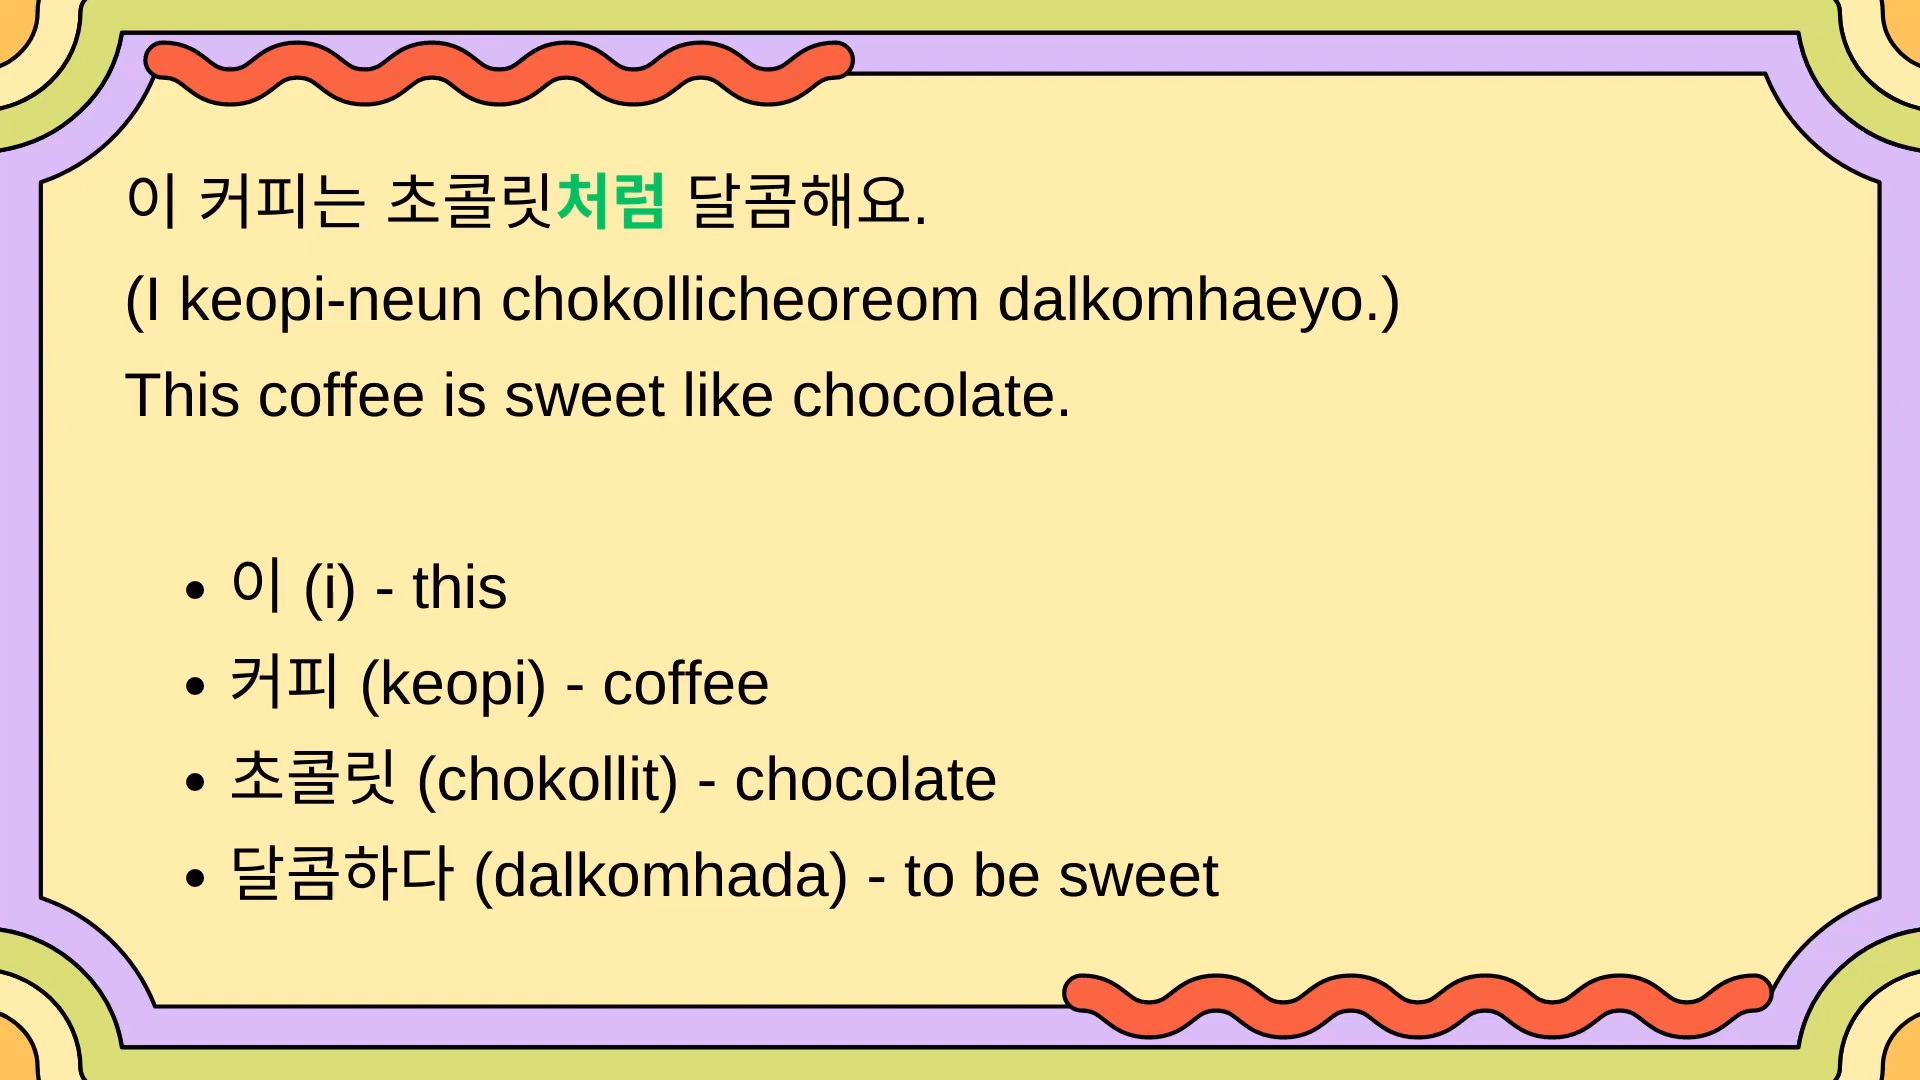 이 커피는 초콜릿처럼 달콤해요.
(I keopi-neun chokollicheoreom dalkomhaeyo.)
This coffee is sweet like chocolate.
• 이 (i) - this
• 커피 (keopi) - coffee
• 초콜릿 (chokollit) - chocolate
• 달콤하다 (dalkomhada) - to be sweet